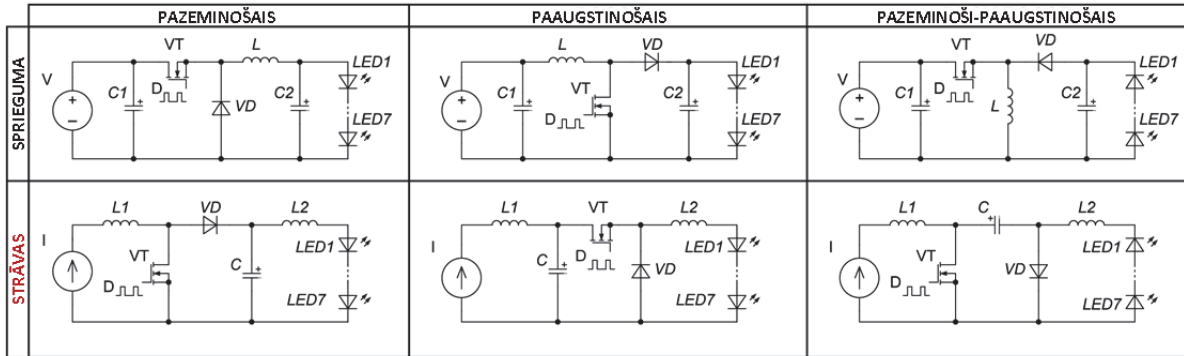 PAZEMINOŠAIS
PAAUGSTINOŠAIS
PAZEMINOŠI-PAAUGSTINOŠAIS
SPRIEGUMA
V
VT
D
C1
+
VD
L
C2
+
LED1
LED7
V
L
VD
C1
+
VT
D
C2
+
LED1
LED7
V
VT
D
C1
+
L
VD
C2
+
LED1
LED7
STRĀVAS
I
L1
VD
L2
VT
D
C
+
LED1
LED7
I
L1
VT
L2
C
+
D
VD
LED1
LED7
I
L1
C
+
L2
VT
D
VD
LED1
LED7